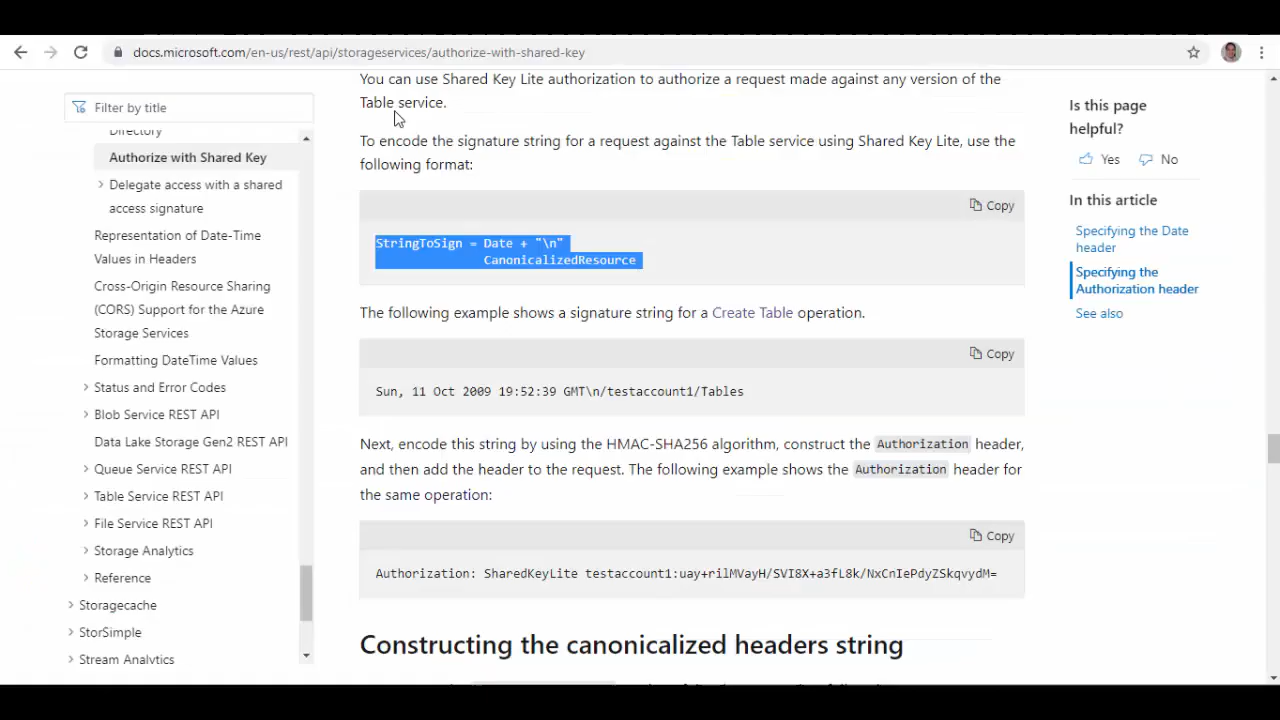 docs.microsoft.com/en-us/rest/api/storageservices/authorize-with-shared-key
Filter by title
Directory
Authorize with Shared Key
Delegate access with a shared
access signature
Representation of Date-Time
Values in Headers
Cross-Origin Resource Sharing
(CORS) Support for the Azure
Storage Services
Formatting DateTime Values
Status and Error Codes
Blob Service REST API
Data Lake Storage Gen2 REST API
Queue Service REST API
Table Service REST API
File Service REST API
Storage Analytics
Reference
Storagecache
StorSimple
Stream Analytics
You can use Shared Key Lite authorization to authorize a request made against any version of the
Table service.
To encode the signature string for a request against the Table service using Shared Key Lite, use the
following format:
Copy
StringToSign = Date + "\n"
CanonicalizedResource
The following example shows a signature string for a Create Table operation.
Copy
Sun, 11 Oct 2009 19:52:39 GMT\n/testaccount1/Tables
Next, encode this string by using the HMAC-SHA256 algorithm, construct the Authorization header,
and then add the header to the request. The following example shows the Authorization header for
the same operation:
Copy
Authorization: SharedKeyLite testaccount1:uay+rilMVayH/SVI8X+a3fL8k/NxCnIePdyZSkqvydM=
Constructing the canonicalized headers string
Is this page
helpful?
Yes No
In this article
Specifying the Date
header
Specifying the
Authorization header
See also